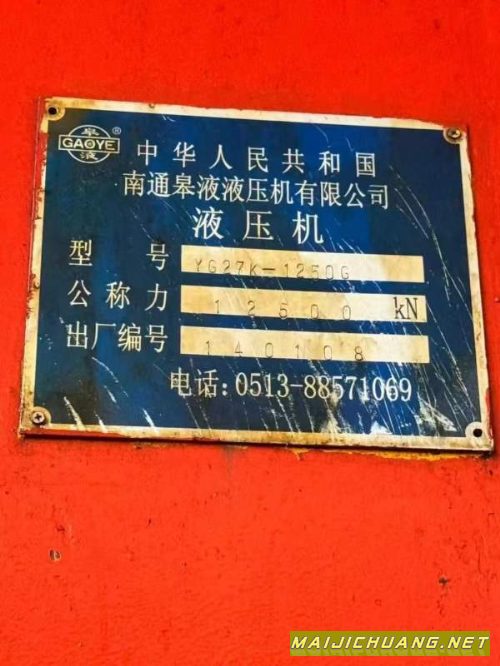 皋
GAOYE®
液
中华人民共和国
南通皋液液压机有限公司
液压机
型号 YG27K-1250G
公称力 12500 kN
出厂编号 140108
电话:0513-88571069
MAIJICHUANG.NET